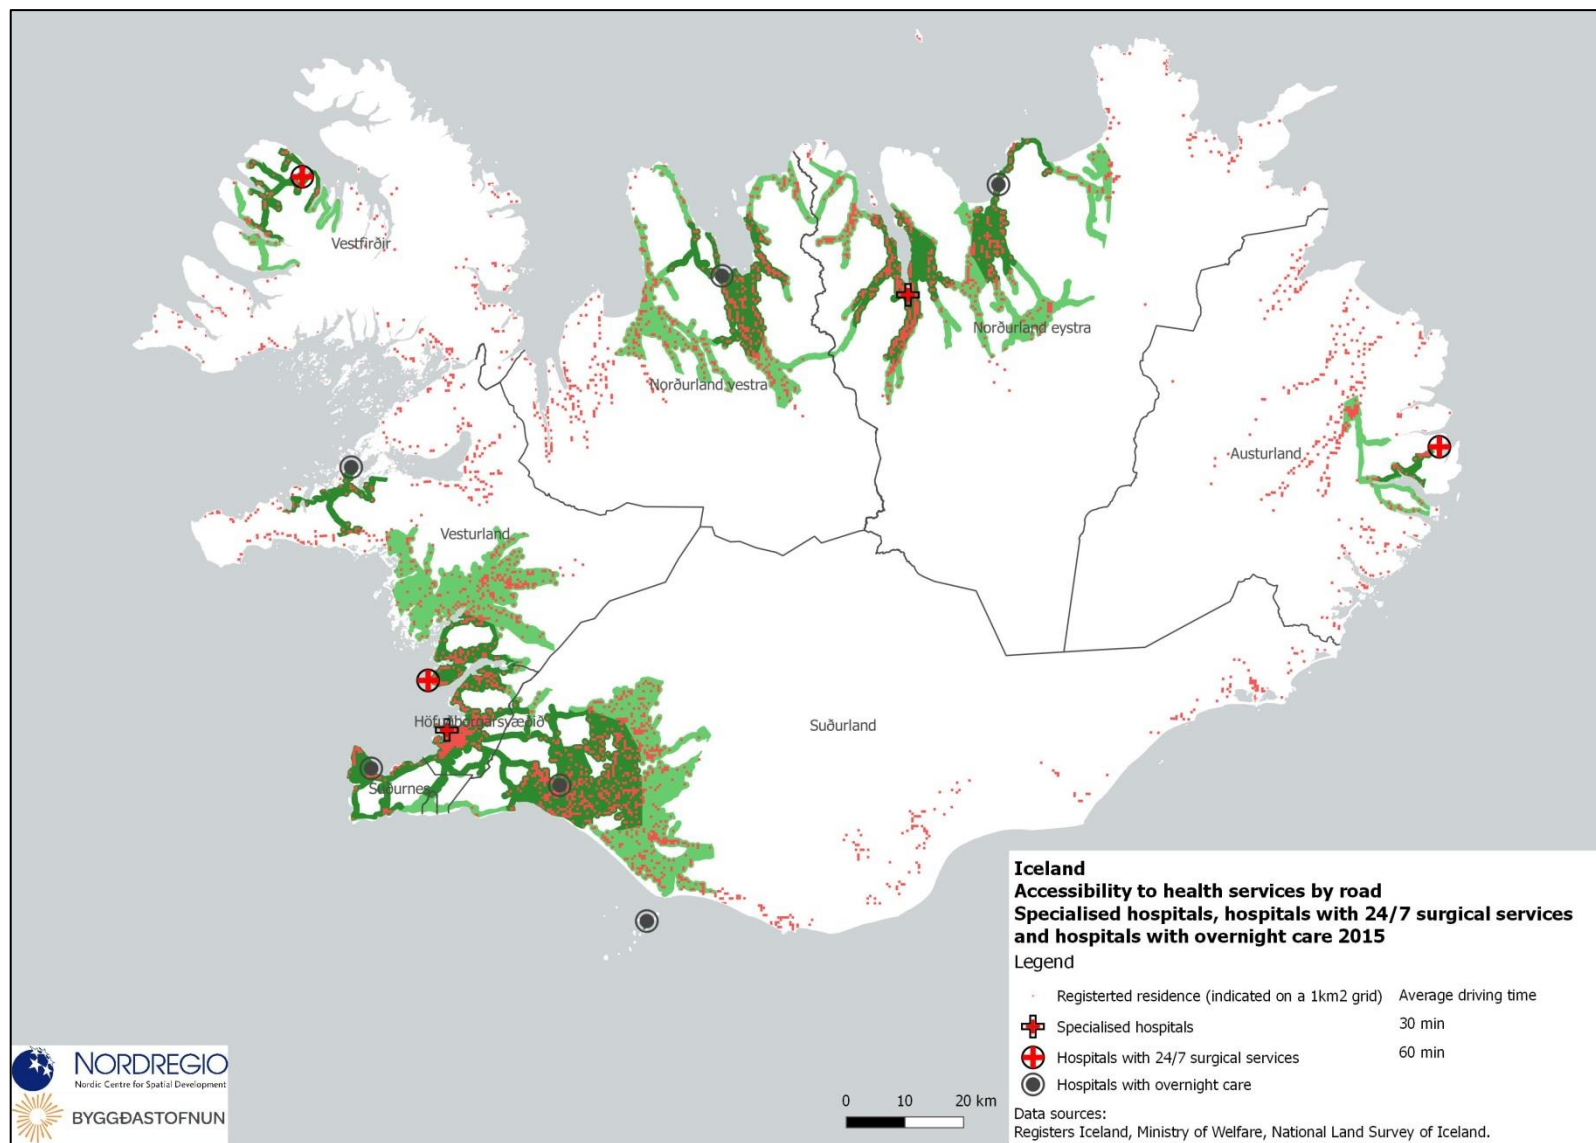 Vestfirðir
Norðurland eystra
Norðurland vestra
Austurland
Vesturland
Höfuðborgarsvæðið
Suðurland
Suðurnes
Iceland
Accessibility to health services by road
Specialised hospitals, hospitals with 24/7 surgical services
and hospitals with overnight care 2015
Legend
Registerted residence (indicated on a 1km2 grid) Average driving time
Specialised hospitals 30 min
Hospitals with 24/7 surgical services 60 min
Hospitals with overnight care
Data sources:
Registers Iceland, Ministry of Welfare, National Land Survey of Iceland.
0 10 20 km
NORDREGIO
Nordic Centre for Spatial Development
BYGGÐASTOFNUN